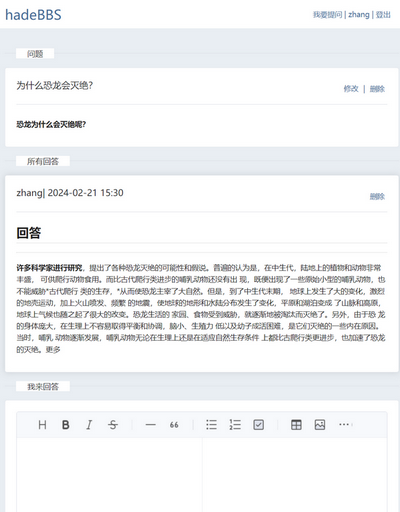 hadeBBS
我要提问 | zhang | 登出
问题
为什么恐龙会灭绝？
修改 | 删除
恐龙为什么会灭绝呢？
所有回答
zhang| 2024-02-21 15:30
删除
回答
许多科学家进行研究，提出了各种恐龙灭绝的可能性和假说。普遍的认为是，在中生代，陆地上的植物和动物非常
丰盛， 可供爬行动物食用。而比古代爬行类进步的哺乳动物还没有出 现，既便出现了一些原始小型的哺乳动物，也
不能威胁*古代爬行 类的生存，*从而使恐龙主宰了大自然。但是，到了中生代末期， 地球上发生了大的变化，激烈
的地壳运动，加上火山喷发、频繁 的地震，使地球的地形和水陆分布发生了变化，平原和湖泊变成 了山脉和高原，
地球上气候也随之起了很大的改变。恐龙生活的 家园、食物受到威胁，就逐渐地被淘汰而灭绝了。另外，由于恐 龙
的身体庞大，在生理上不容易取得平衡和协调，脑小、生殖力 低以及幼子成活困难，是它们灭绝的一些内在原因。
当时，哺乳 动物逐渐发展，哺乳动物无论在生理上还是在适应自然生存条件 上都比古爬行类更进步，也加速了恐龙
的灭绝。更多
我来回答
H B I S — 66